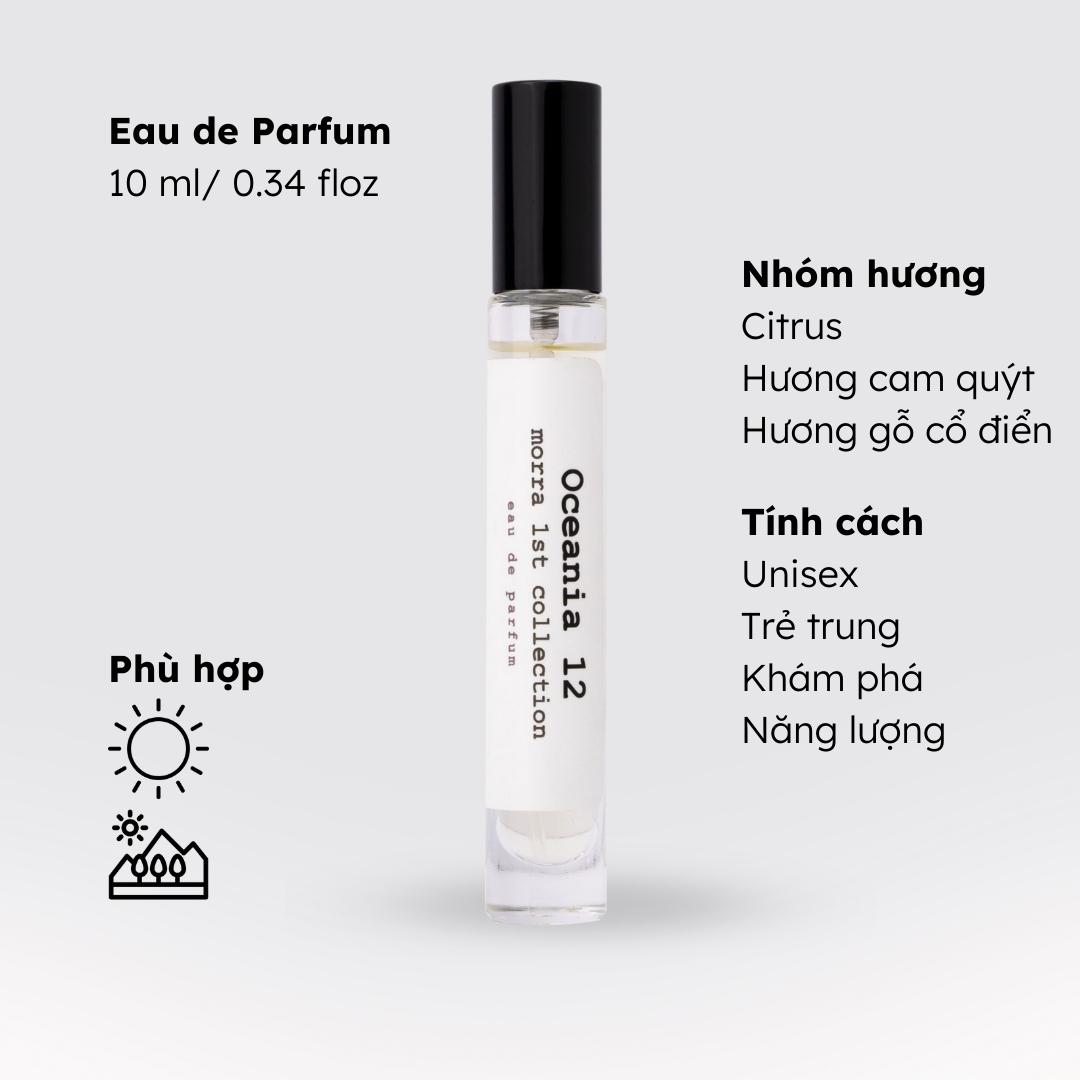 Eau de Parfum
10 ml/ 0.34 floz
Nhóm hương
Citrus
Hương cam quýt
Hương gỗ cổ điển
Oceania 12
morra 1st collection
eau de parfum
Tính cách
Unisex
Trẻ trung
Khám phá
Năng lượng
Phù hợp